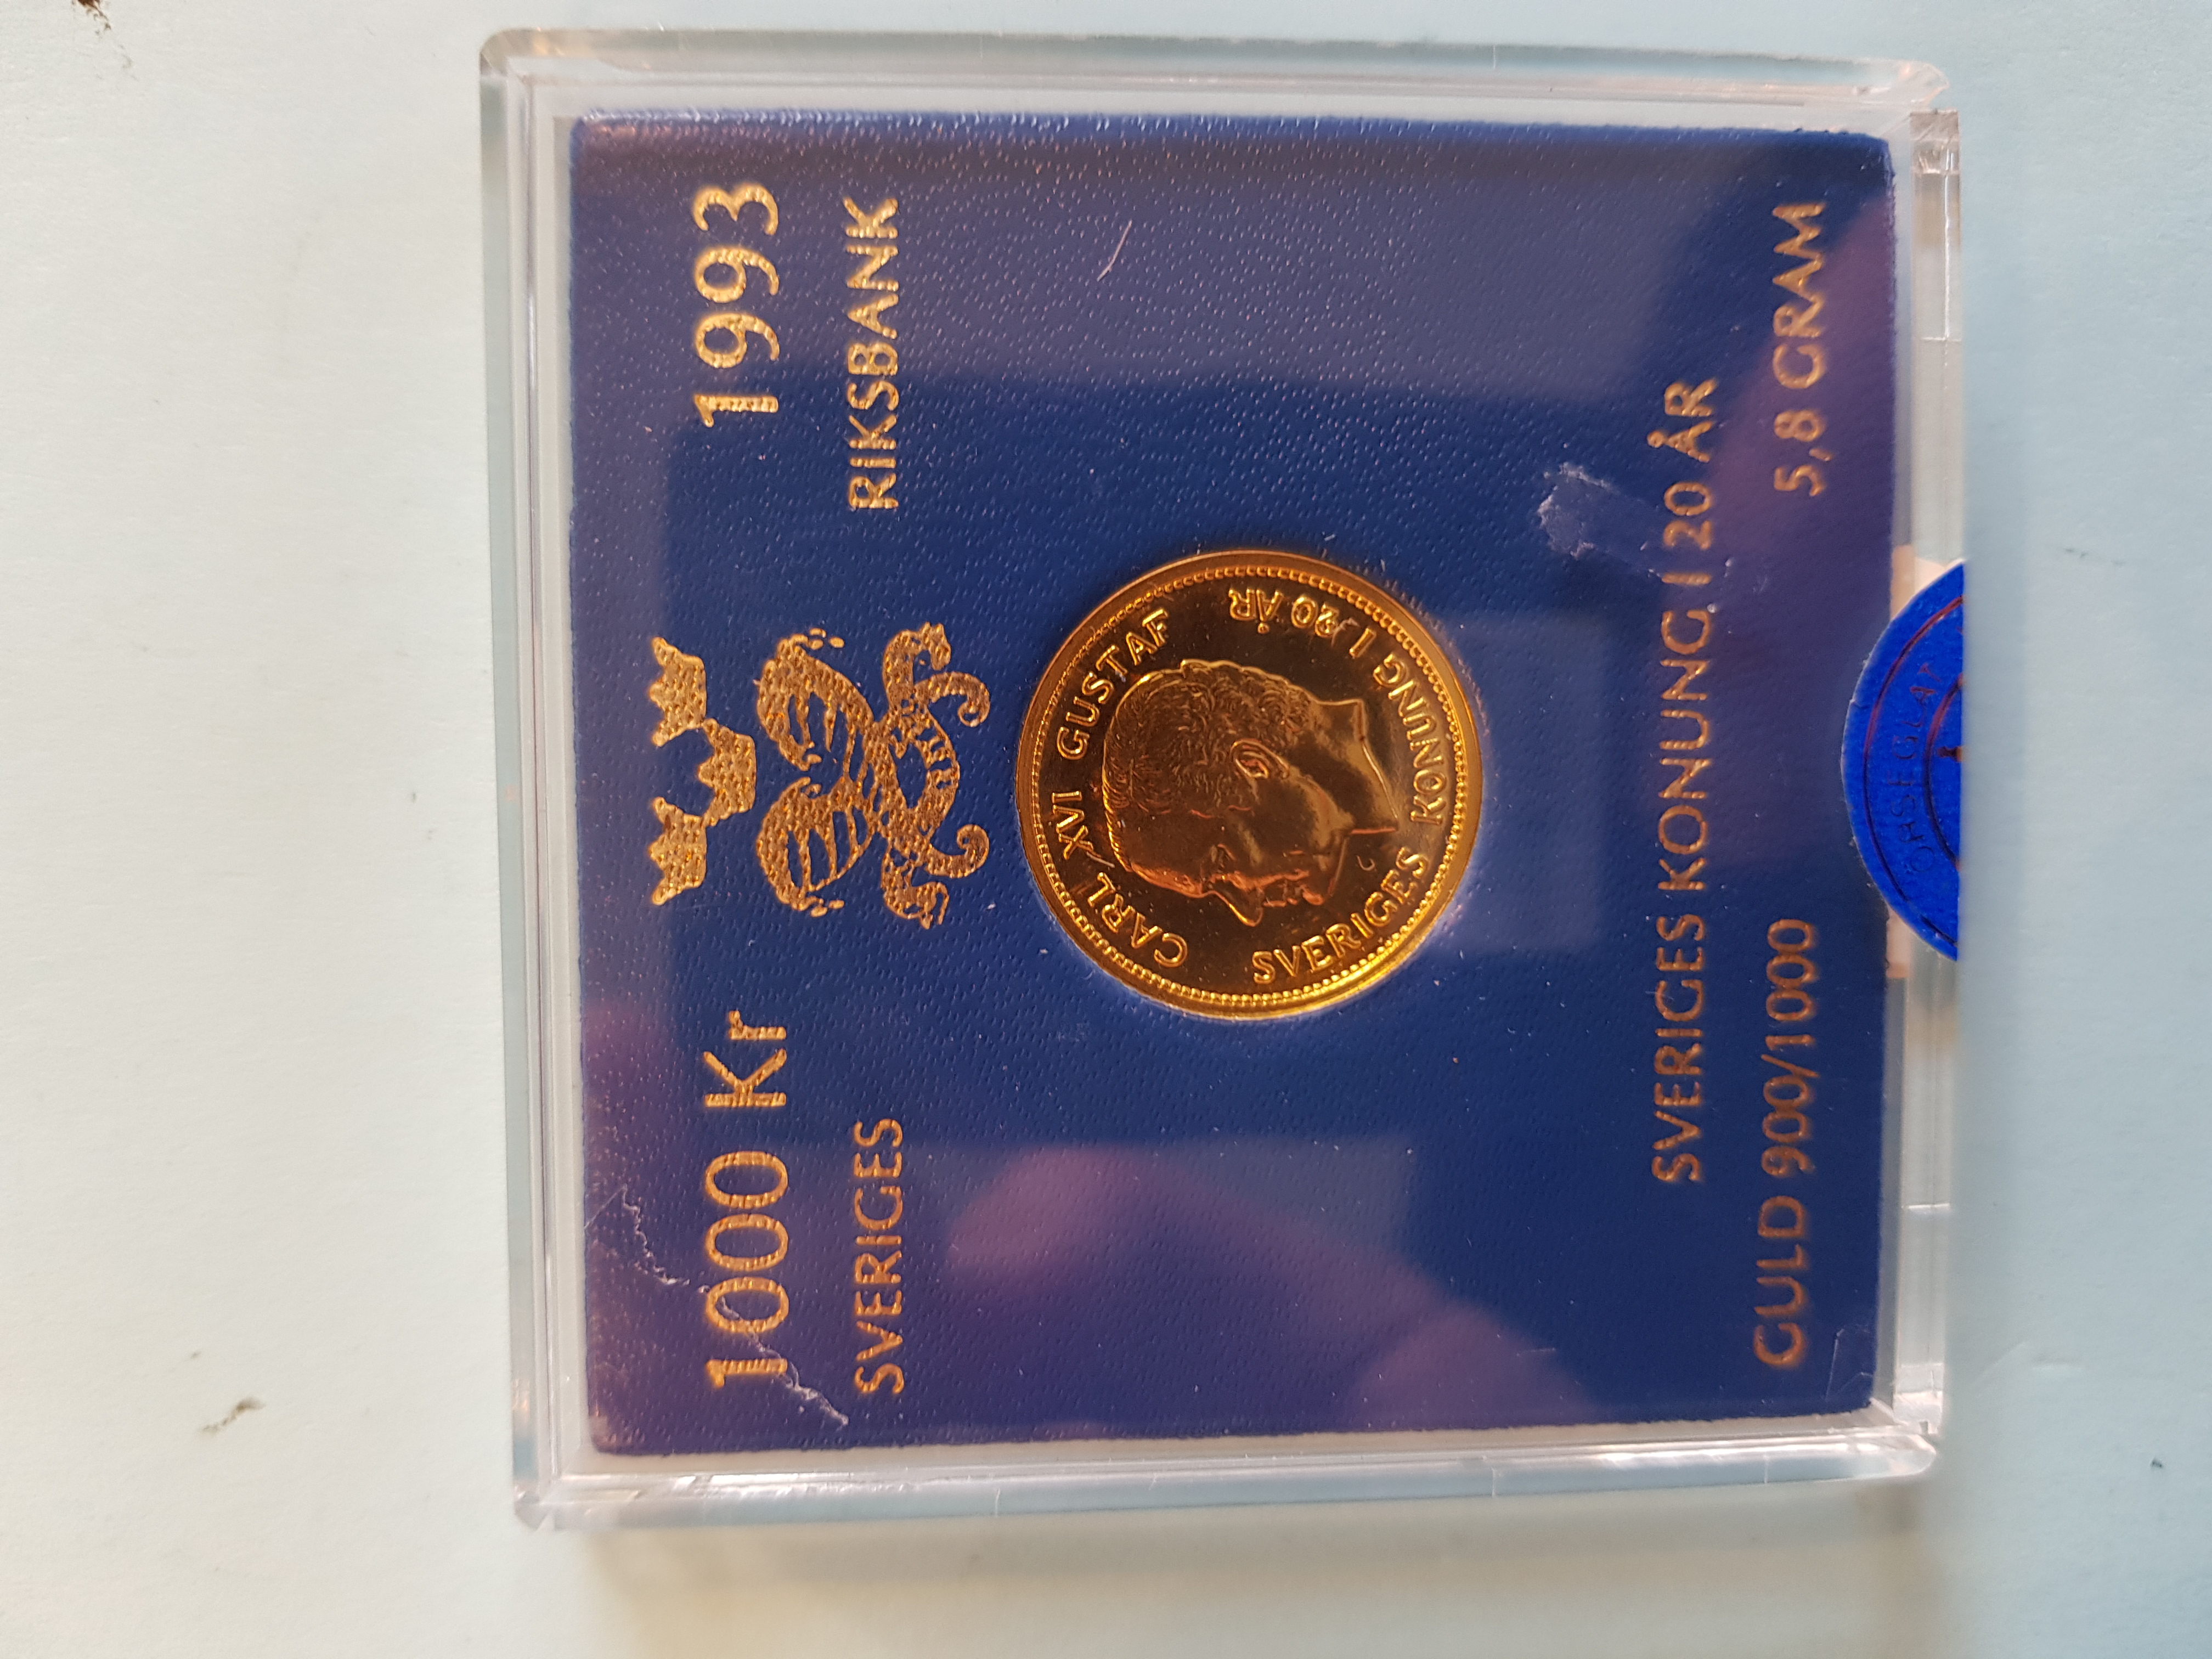 1000 Kr 1993
SVERIGES RIKSBANK
CARL XVI GUSTAF
SVERIGES KONUNG I 20 ÅR
SVERIGES KONUNG I 20 ÅR
GULD 900/1000 5,8 GRAM